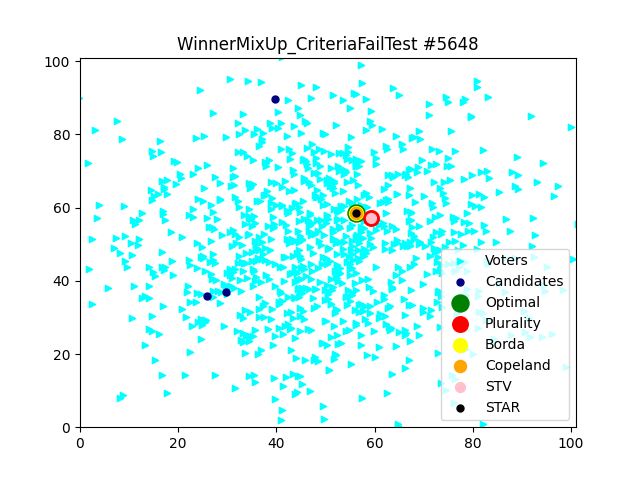 WinnerMixUp_CriteriaFailTest #5648
100
80
60
40
20
0
0 20 40 60 80 100
Voters
Candidates
Optimal
Plurality
Borda
Copeland
STV
STAR